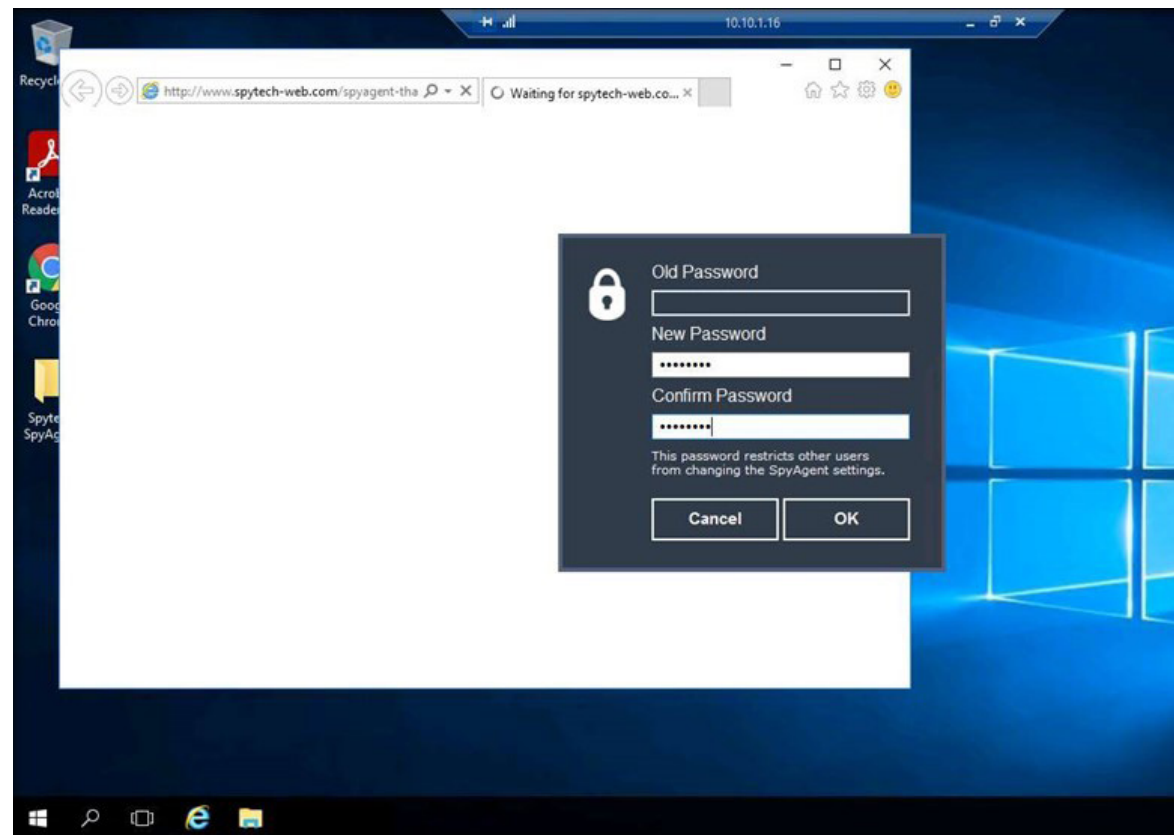 10.10.1.16
Recycl
http://www.spytech-web.com/spyagent-tha
Waiting for spytech-web.co...
Acrol
Reade
Goog
Chro
Spyte
SpyAg
Old Password
New Password
••••••••
Confirm Password
••••••••
This password restricts other users
from changing the SpyAgent settings.
Cancel
OK